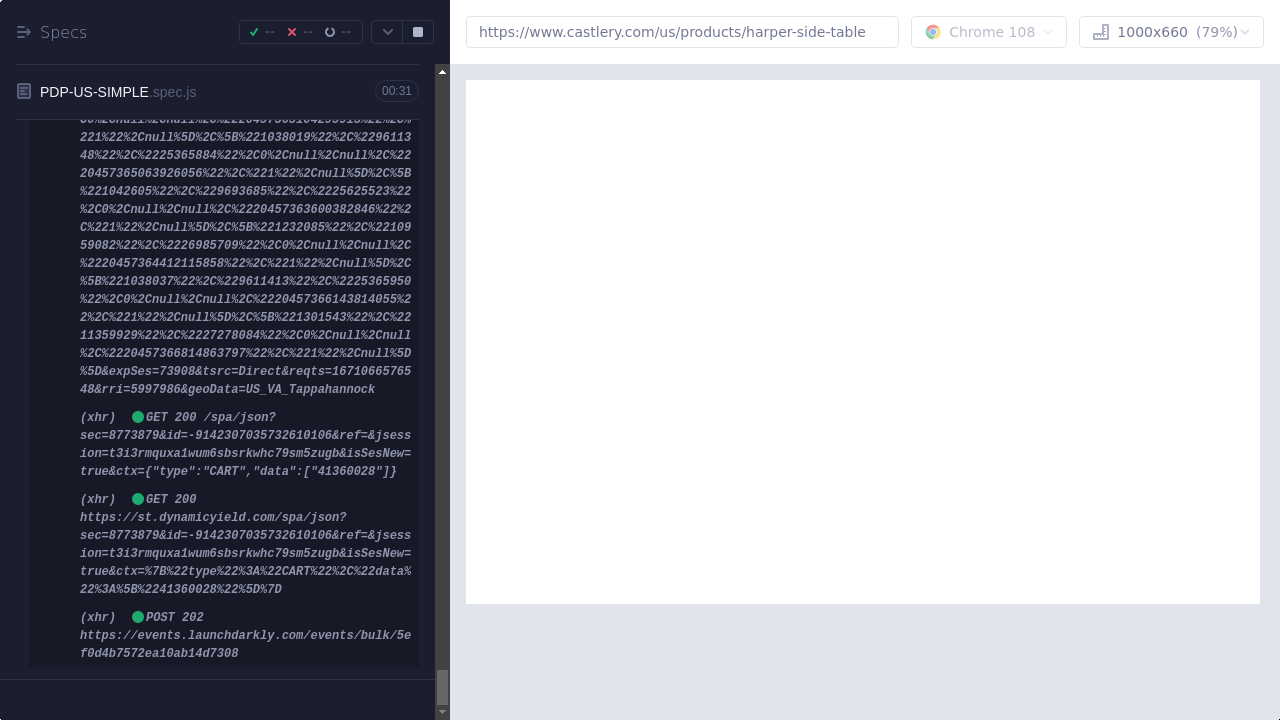 Specs
-- -- --
https://www.castlery.com/us/products/harper-side-table
Chrome 108
1000x660 (79%)
PDP-US-SIMPLE.spec.js
00:31
221%22%2Cnull%5D%2C%5B%221038019%22%2C%2296113
48%22%2C%2225365884%22%2C0%2Cnull%2Cnull%2C%22
20457365063926056%22%2C%221%22%2Cnull%5D%2C%5B
%221042605%22%2C%229693685%22%2C%2225625523%22
%2C0%2Cnull%2Cnull%2C%2220457363600382846%22%2
C%221%22%2Cnull%5D%2C%5B%221232085%22%2C%22109
59082%22%2C%2226985709%22%2C0%2Cnull%2Cnull%2C
%2220457364412115858%22%2C%221%22%2Cnull%5D%2C
%5B%221038037%22%2C%229611413%22%2C%2225365950
%22%2C0%2Cnull%2Cnull%2C%2220457366143814055%2
2%2C%221%22%2Cnull%5D%2C%5B%221301543%22%2C%22
11359929%22%2C%2227278084%22%2C0%2Cnull%2Cnull
%2C%2220457366814863797%22%2C%221%22%2Cnull%5D
%5D&expSes=73908&tsrc=Direct&reqts=16710665765
48&rri=5997986&geoData=US_VA_Tappahannock
(xhr) GET 200 /spa/json?
sec=8773879&id=-9142307035732610106&ref=&jsess
ion=t3i3rmquxa1wum6sbsrkwhc79sm5zugb&isSesNew=
true&ctx={"type":"CART","data":["41360028"]}
(xhr) GET 200
https://st.dynamicyield.com/spa/json?
sec=8773879&id=-9142307035732610106&ref=&jsess
ion=t3i3rmquxa1wum6sbsrkwhc79sm5zugb&isSesNew=
true&ctx=%7B%22type%22%3A%22CART%22%2C%22data%
22%3A%5B%2241360028%22%5D%7D
(xhr) POST 202
https://events.launchdarkly.com/events/bulk/5e
f0d4b7572ea10ab14d7308